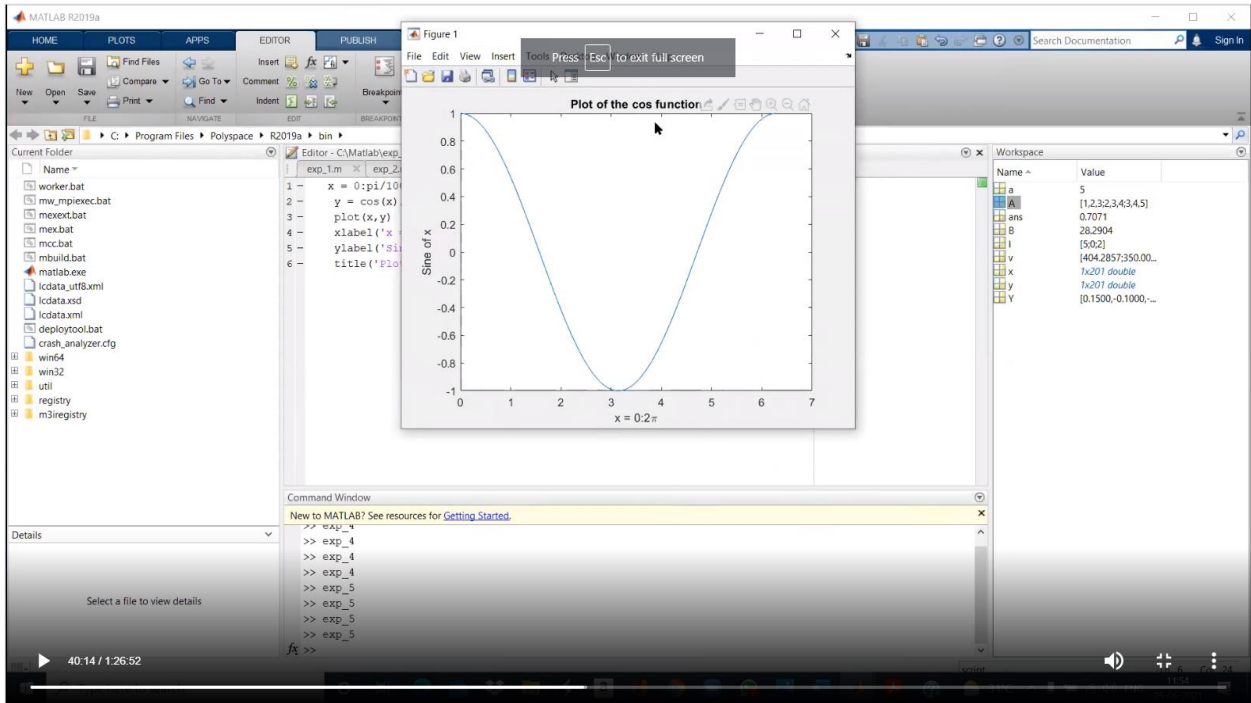 MATLAB R2019a
HOME PLOTS APPS EDITOR PUBLISH
Search Documentation
Sign In
New Open Save
Find Files
Compare
Print
Go To
Find
Insert
Comment
Indent
Breakpoin
FILE NAVIGATE EDIT BREAKPOIN
C: Program Files Polyspace R2019a bin
Current Folder
Name
worker.bat
mw_mpiexec.bat
mexext.bat
mex.bat
mcc.bat
mbuild.bat
matlab.exe
lcdata_utf8.xml
lcdata.xsd
lcdata.xml
deploytool.bat
crash_analyzer.cfg
win64
win32
util
registry
m3iregistry
Details
Select a file to view details
Editor - C:\Matlab\exp_
exp_1.m exp_2.
1 x = 0:pi/10
2 y = cos(x)
3 plot(x,y)
4 xlabel('x
5 ylabel('Si
6 title('Plo
Figure 1
File Edit View Insert Tools
Press Esc to exit full screen
Plot of the cos function
1
0.8
0.6
0.4
0.2
0
-0.2
-0.4
-0.6
-0.8
-1
Sine of x
0 1 2 3 4 5 6 7
x = 0:2π
Workspace
Name Value
a 5
A [1,2,3;2,3,4;3,4,5]
ans 0.7071
B 28.2904
I [5;0;2]
v [404.2857;350.00...
x 1x201 double
y 1x201 double
Y [0.1500,-0.1000,-...
Command Window
New to MATLAB? See resources for Getting Started.
>> exp_4
>> exp_4
>> exp_4
>> exp_4
>> exp_5
>> exp_5
>> exp_5
>> exp_5
fx >>
40:14 / 1:26:52
script
11:54